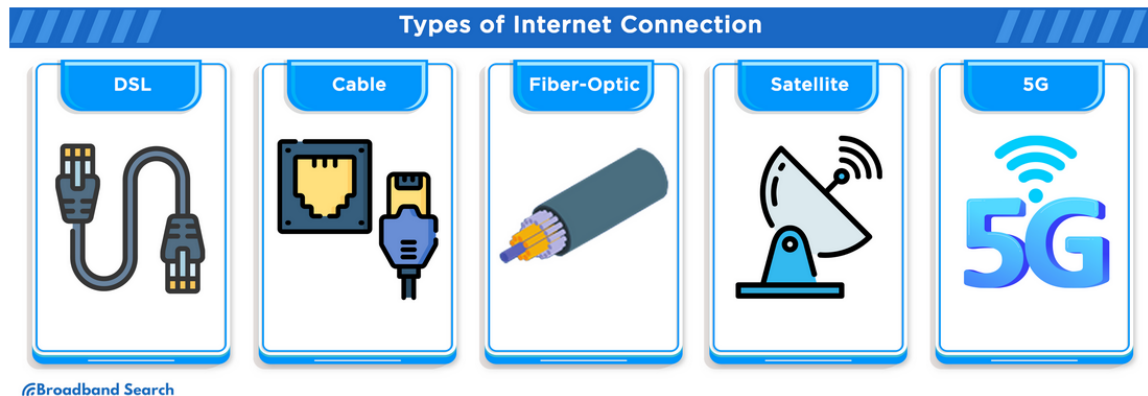 Types of Internet Connection
DSL
Cable
Fiber-Optic
Satellite
5G
5G
Broadband Search